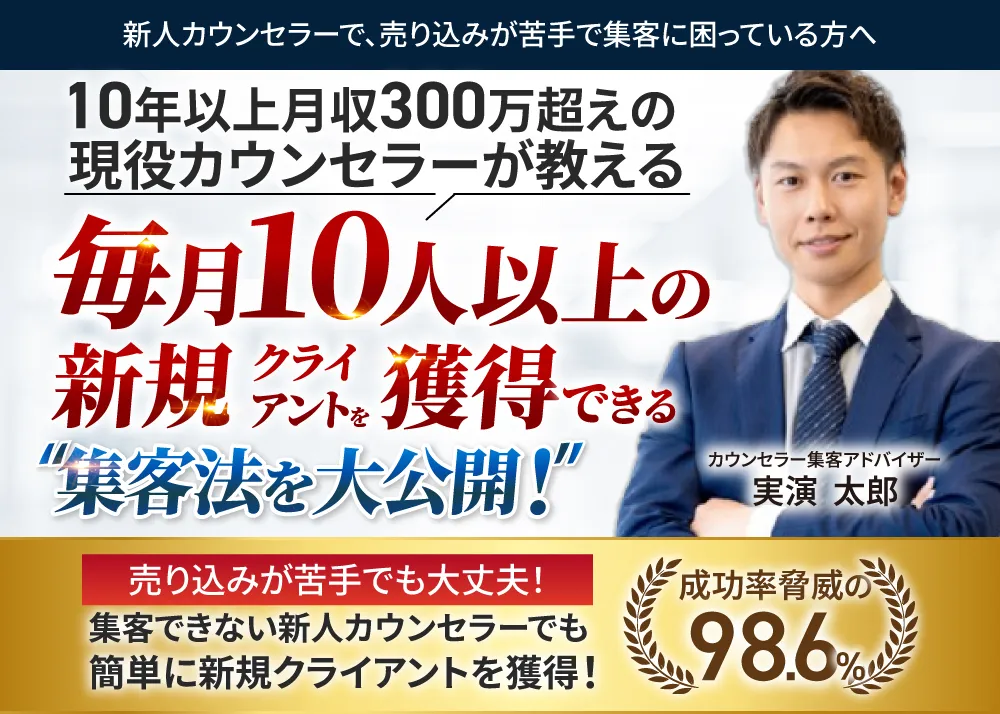 新人カウンセラーで、売り込みが苦手で集客に困っている方へ
10年以上月収300万超えの
現役カウンセラーが教える
毎月10人以上の
新規クライアントを獲得できる
“集客法を大公開！”
カウンセラー集客アドバイザー
実演 太郎
売り込みが苦手でも大丈夫！
集客できない新人カウンセラーでも
簡単に新規クライアントを獲得！
成功率脅威の
98.6%